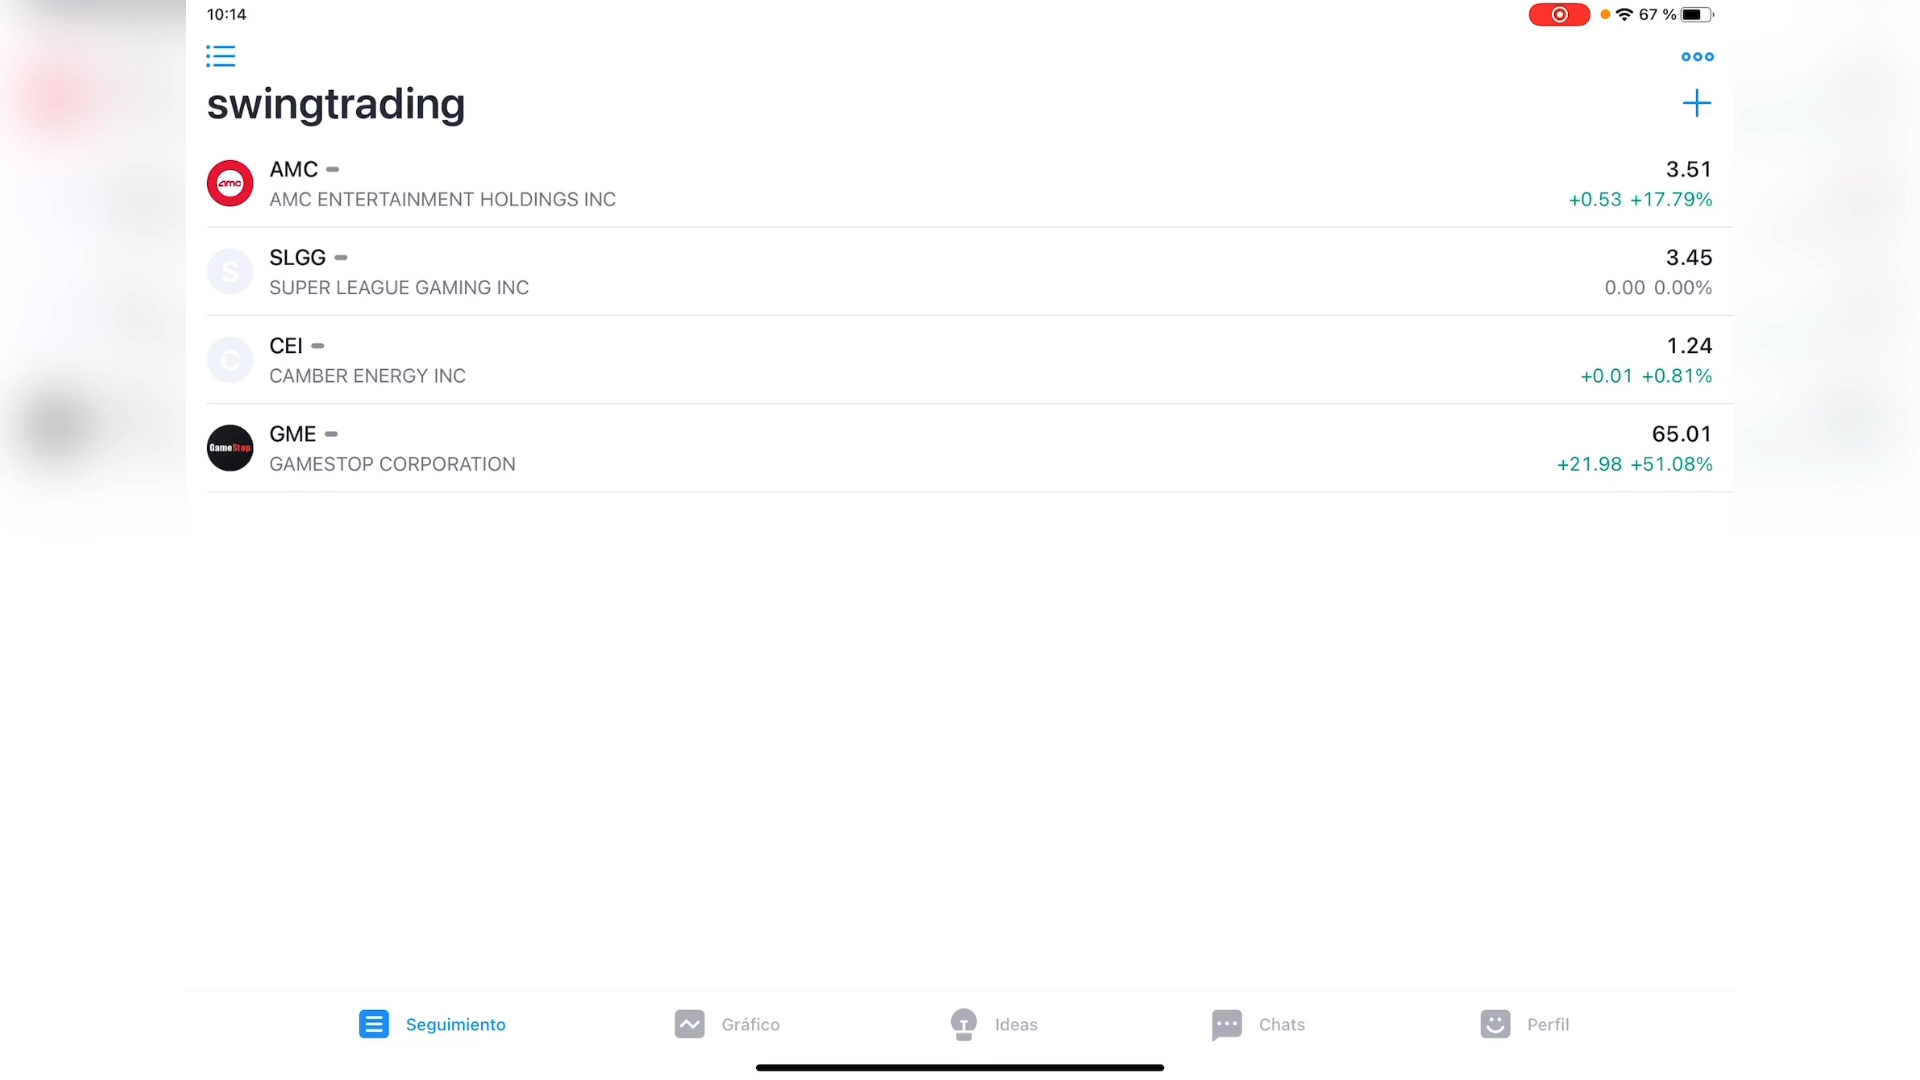 10:14
67 %
swingtrading
AMC
3.51
amc
AMC ENTERTAINMENT HOLDINGS INC
+0.53 +17.79%
SLGG
3.45
S
SUPER LEAGUE GAMING INC
0.00 0.00%
CEI
1.24
C
CAMBER ENERGY INC
+0.01 +0.81%
GME
65.01
GameStop
GAMESTOP CORPORATION
+21.98 +51.08%
Seguimiento
Gráfico
Ideas
Chats
Perfil